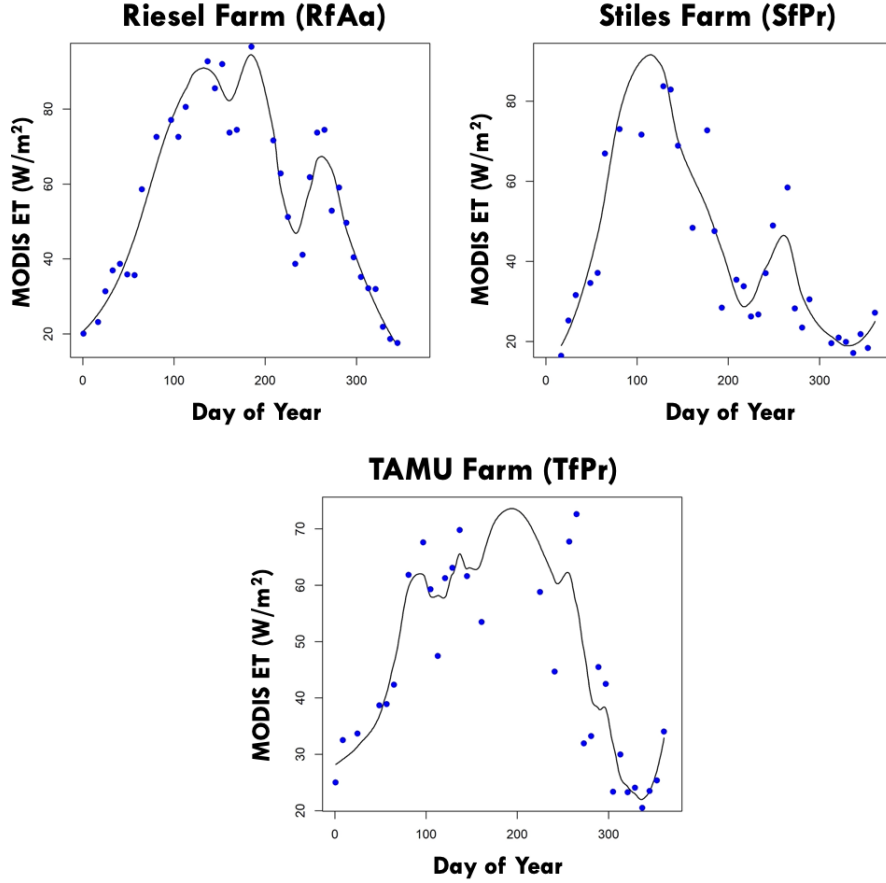 Riesel Farm (RfAa)
MODIS ET (W/m²)
80
60
40
20
0 100 200 300
Day of Year
Stiles Farm (SfPr)
MODIS ET (W/m²)
80
60
40
20
0 100 200 300
Day of Year
TAMU Farm (TfPr)
MODIS ET (W/m²)
70
60
50
40
30
20
0 100 200 300
Day of Year